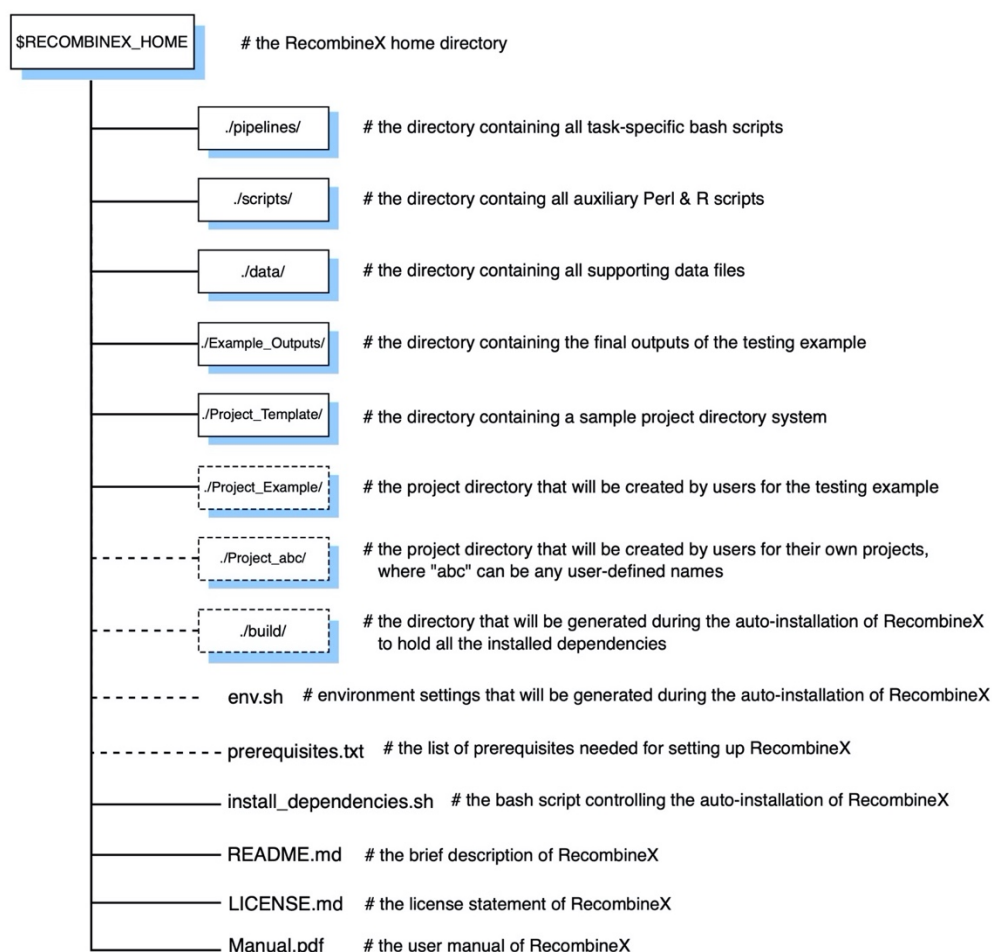 $RECOMBINEX_HOME # the RecombineX home directory
./pipelines/ # the directory containing all task-specific bash scripts
./scripts/ # the directory containg all auxiliary Perl & R scripts
./data/ # the directory containing all supporting data files
./Example_Outputs/ # the directory containing the final outputs of the testing example
./Project_Template/ # the directory containing a sample project directory system
./Project_Example/ # the project directory that will be created by users for the testing example
./Project_abc/ # the project directory that will be created by users for their own projects,
where "abc" can be any user-defined names
./build/ # the directory that will be generated during the auto-installation of RecombineX
to hold all the installed dependencies
env.sh # environment settings that will be generated during the auto-installation of RecombineX
prerequisites.txt # the list of prerequisites needed for setting up RecombineX
install_dependencies.sh # the bash script controlling the auto-installation of RecombineX
README.md # the brief description of RecombineX
LICENSE.md # the license statement of RecombineX
Manual.pdf # the user manual of RecombineX